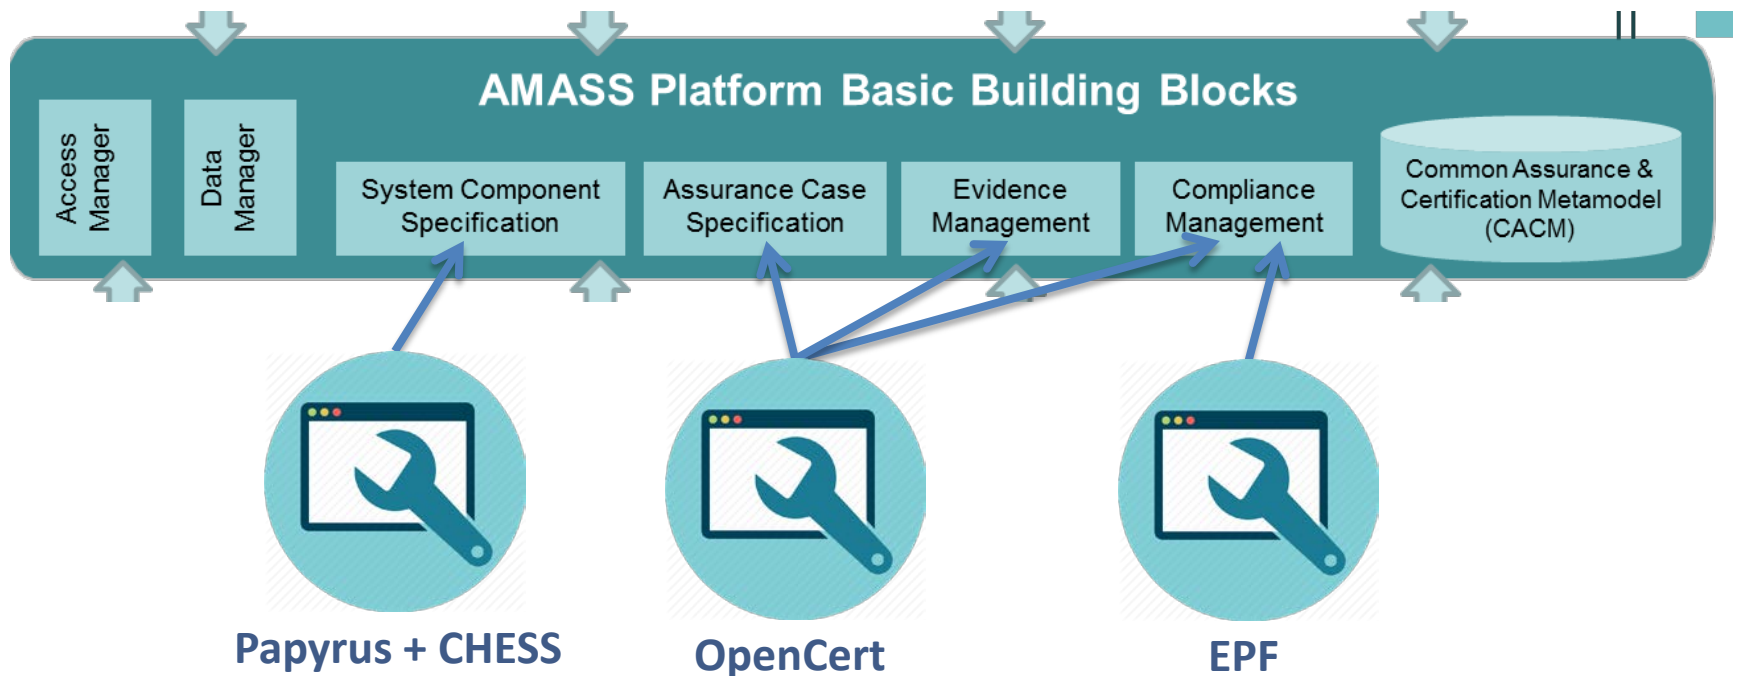 AMASS Platform Basic Building Blocks
Access
Manager
Data
Manager
System Component
Specification
Assurance Case
Specification
Evidence
Management
Compliance
Management
Common Assurance &
Certification Metamodel
(CACM)
Papyrus + CHESS
OpenCert
EPF